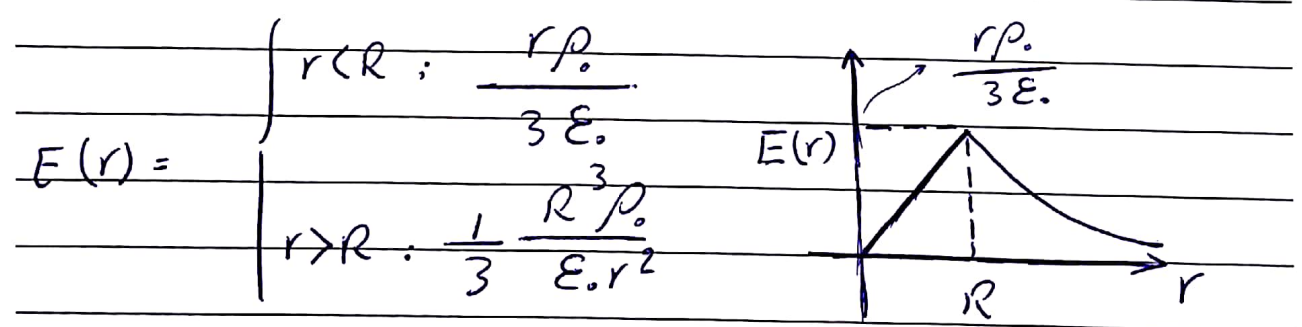 r<R : rρ₀ / 3ε₀
E(r) =
r>R : 1/3 R³ρ₀ / ε₀r²
rρ₀ / 3ε₀
E(r)
R
r